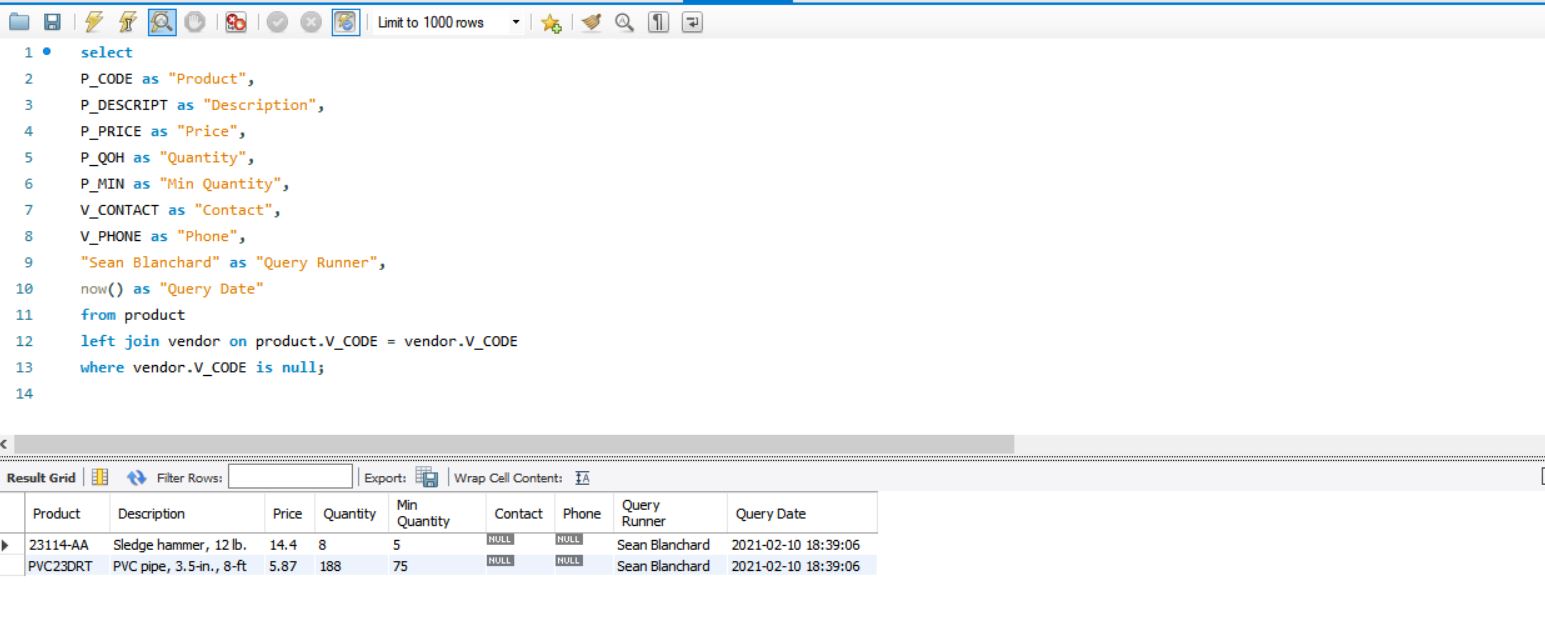 Limit to 1000 rows
1 select
2 P_CODE as "Product",
3 P_DESCRIPT as "Description",
4 P_PRICE as "Price",
5 P_QOH as "Quantity",
6 P_MIN as "Min Quantity",
7 V_CONTACT as "Contact",
8 V_PHONE as "Phone",
9 "Sean Blanchard" as "Query Runner",
10 now() as "Query Date"
11 from product
12 left join vendor on product.V_CODE = vendor.V_CODE
13 where vendor.V_CODE is null;
14
Result Grid Filter Rows: Export: Wrap Cell Content: IA
Product Description Price Quantity Min Quantity Contact Phone Query Runner Query Date
23114-AA Sledge hammer, 12 lb. 14.4 8 5 NULL NULL Sean Blanchard 2021-02-10 18:39:06
PVC23DRT PVC pipe, 3.5-in., 8-ft 5.87 188 75 NULL NULL Sean Blanchard 2021-02-10 18:39:06